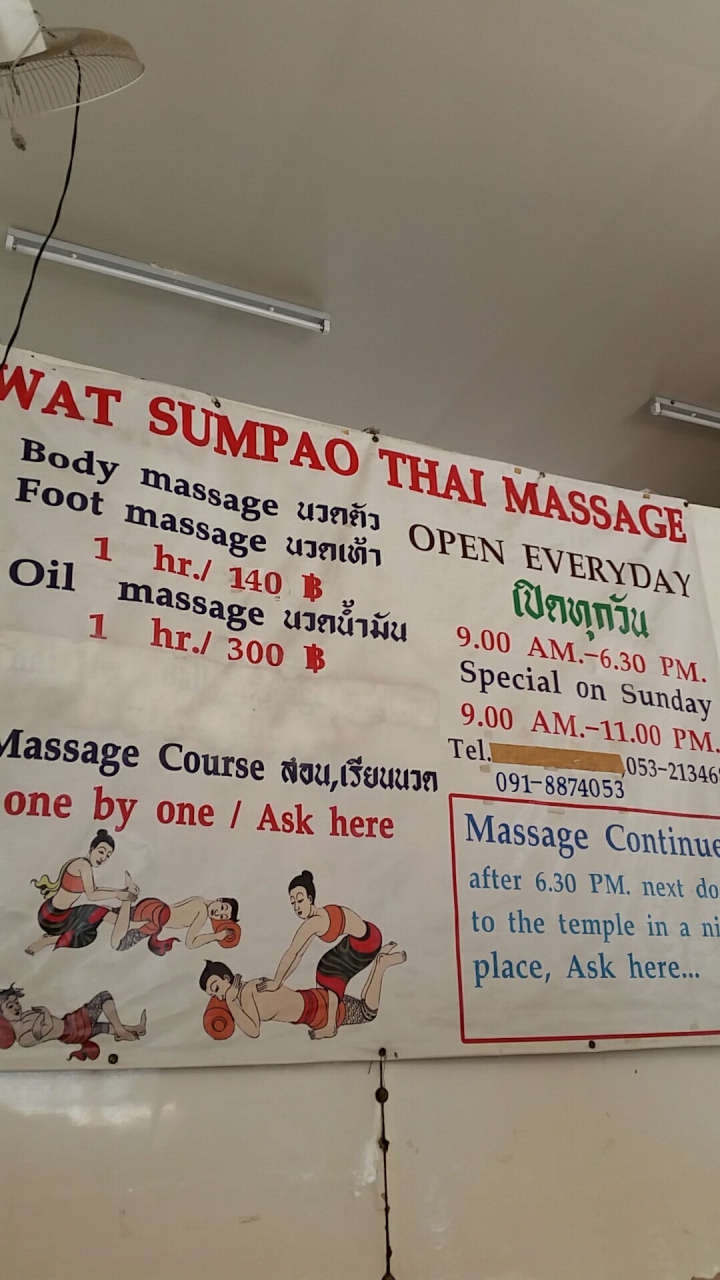 WAT SUMPAO THAI MASSAGE
Body massage นวดตัว
Foot massage นวดเท้า
1 hr./ 140 ฿
Oil massage นวดน้ำมัน
1 hr./ 300 ฿
Massage Course สอน,เรียนนวด
one by one / Ask here
OPEN EVERYDAY
เปิดทุกวัน
9.00 AM.-6.30 PM.
Special on Sunday
9.00 AM.-11.00 PM.
Tel. 053-21346
091-8874053
Massage Continue
after 6.30 PM. next do
to the temple in a ni
place, Ask here...